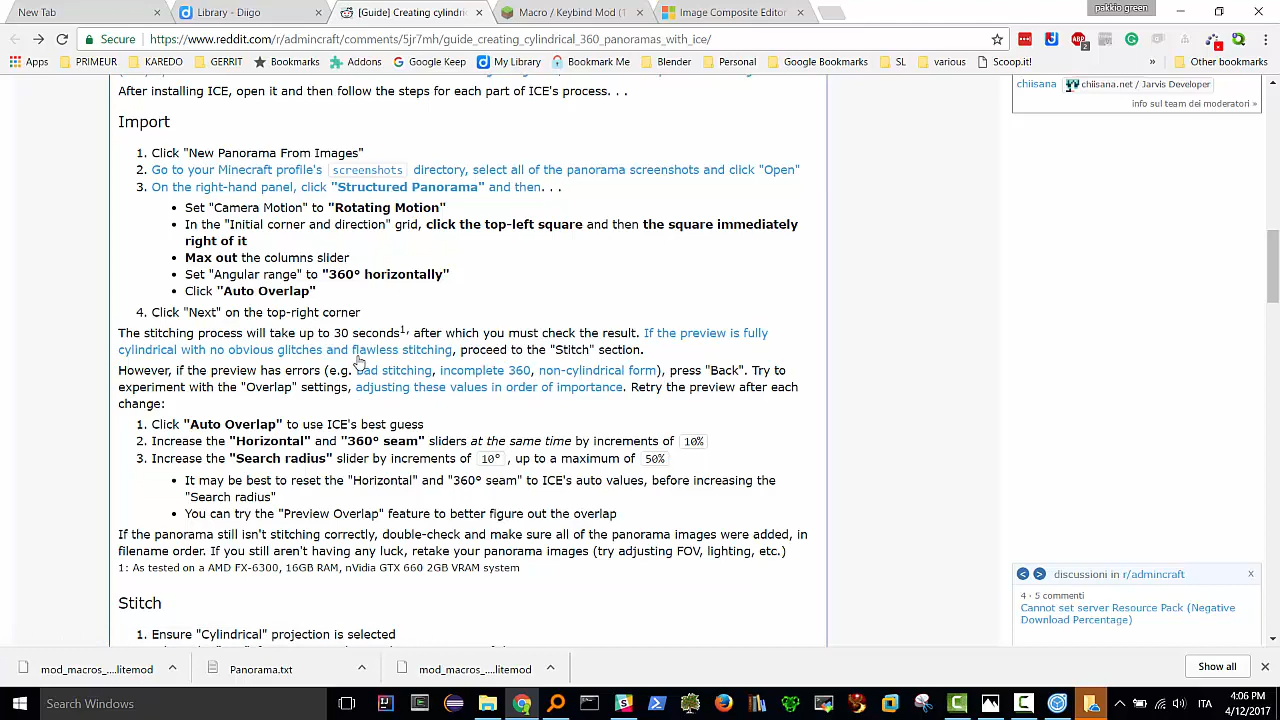 pakkio green
New Tab
Library - Diigo
[Guide] Creating cylindric
Macro / Keybind Mod (1
Image Composite Editor
Secure
https://www.reddit.com/r/admincraft/comments/5jr7mh/guide_creating_cylindrical_360_panoramas_with_ice/
Apps PRIMEUR KAREDO GERRIT Bookmarks Addons Google Keep My Library Bookmark Me Blender Personal Google Bookmarks SL various Scoop.it! » Other bookmarks
After installing ICE, open it and then follow the steps for each part of ICE's process. . .
chiisana chiisana.net / Jarvis Developer
info sul team dei moderatori »
Import
1. Click "New Panorama From Images"
2. Go to your Minecraft profile's screenshots directory, select all of the panorama screenshots and click "Open"
3. On the right-hand panel, click "Structured Panorama" and then. . .
• Set "Camera Motion" to "Rotating Motion"
• In the "Initial corner and direction" grid, click the top-left square and then the square immediately
right of it
• Max out the columns slider
• Set "Angular range" to "360° horizontally"
• Click "Auto Overlap"
4. Click "Next" on the top-right corner
The stitching process will take up to 30 seconds1, after which you must check the result. If the preview is fully
cylindrical with no obvious glitches and flawless stitching, proceed to the "Stitch" section.
However, if the preview has errors (e.g. bad stitching, incomplete 360, non-cylindrical form), press "Back". Try to
experiment with the "Overlap" settings, adjusting these values in order of importance. Retry the preview after each
change:
1. Click "Auto Overlap" to use ICE's best guess
2. Increase the "Horizontal" and "360° seam" sliders at the same time by increments of 10%
3. Increase the "Search radius" slider by increments of 10° , up to a maximum of 50%
• It may be best to reset the "Horizontal" and "360° seam" to ICE's auto values, before increasing the
"Search radius"
• You can try the "Preview Overlap" feature to better figure out the overlap
If the panorama still isn't stitching correctly, double-check and make sure all of the panorama images were added, in
filename order. If you still aren't having any luck, retake your panorama images (try adjusting FOV, lighting, etc.)
1: As tested on a AMD FX-6300, 16GB RAM, nVidia GTX 660 2GB VRAM system
Stitch
1. Ensure "Cylindrical" projection is selected
discussioni in r/admincraft X
4 · 5 commenti
Cannot set server Resource Pack (Negative
Download Percentage)
mod_macros_....litemod
Panorama.txt
mod_macros_....litemod
Show all
Search Windows
ITA
4:06 PM
4/12/2017